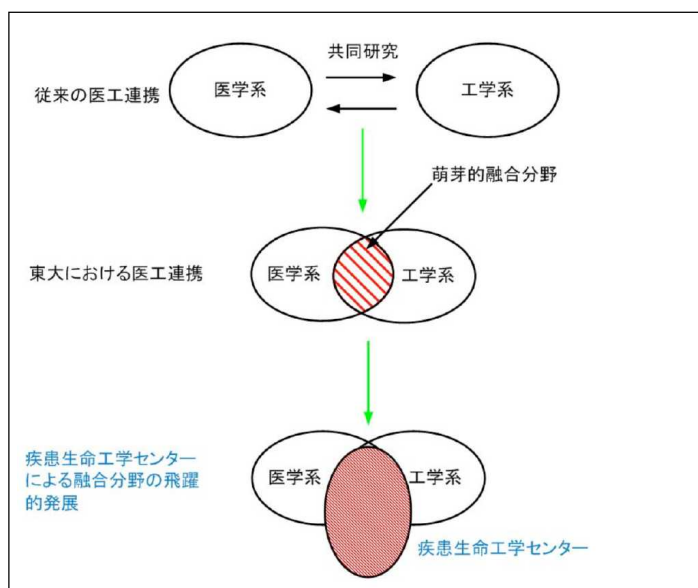 共同研究
従来の医工連携
医学系
工学系
萌芽的融合分野
東大における医工連携
医学系
工学系
疾患生命工学センター
による融合分野の飛躍
的発展
医学系
工学系
疾患生命工学センター